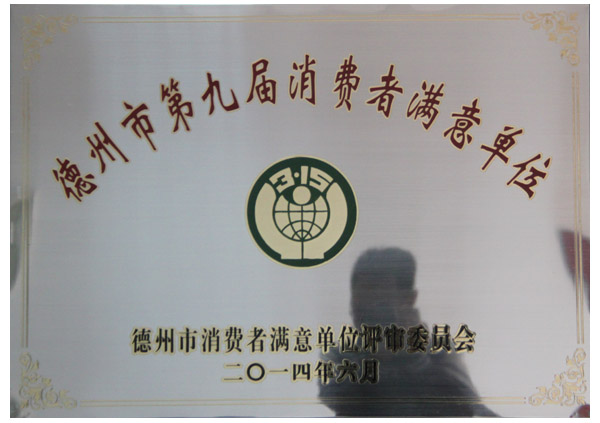 德州市第九届消费者满意单位
3·15
德州市消费者满意单位评审委员会
二〇一四年六月